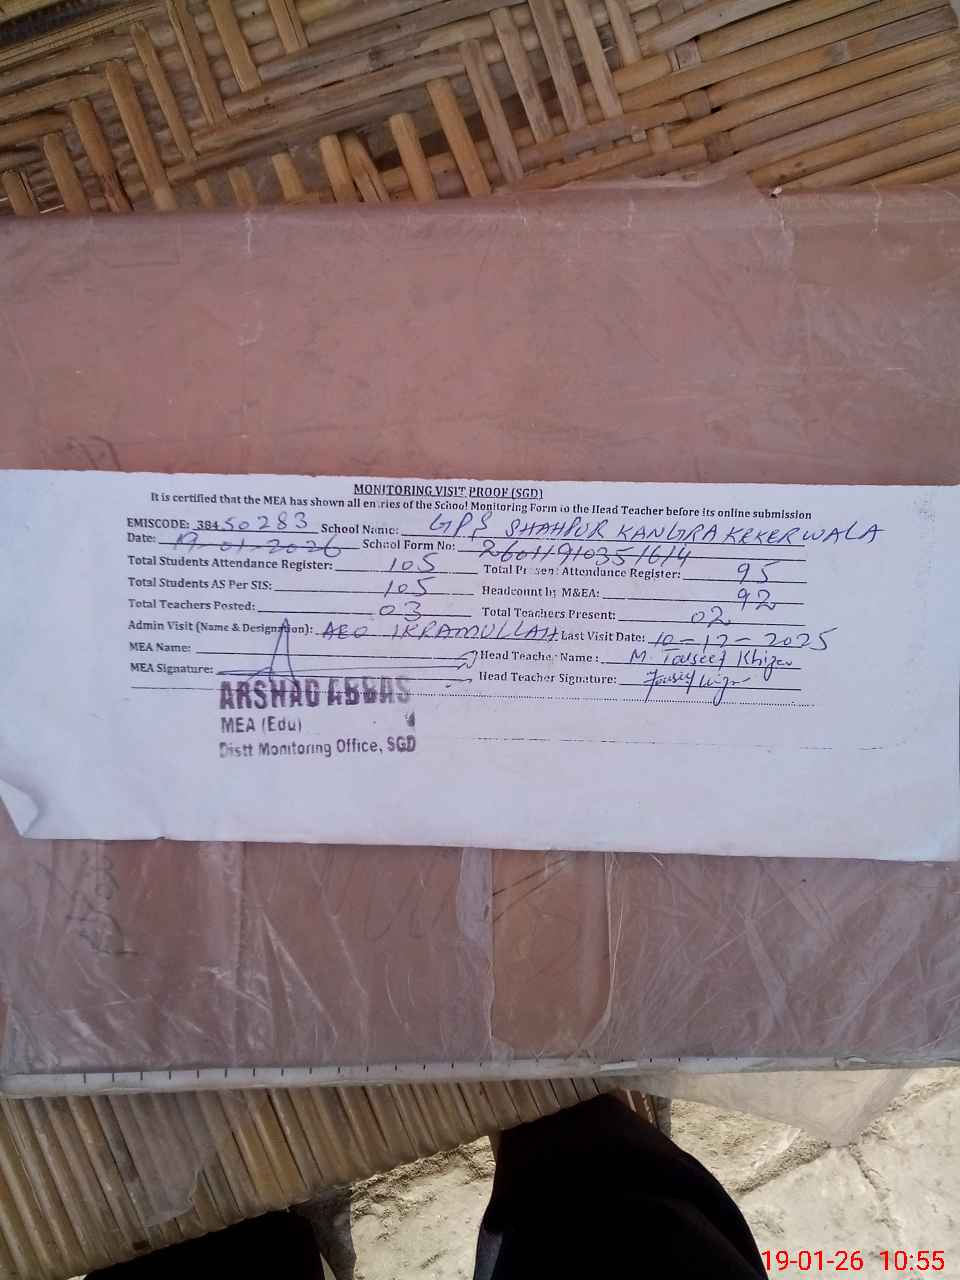 MONITORING VISIT PROOF (SGD)
It is certified that the MEA has shown all entries of the School Monitoring Form to the Head Teacher before its online submission
EMISCODE: 38450283 School Name: GPS SHAHPUR KANGRA KEKERWALA
Date: 19-01-2026 School Form No: 26011910351614
Total Students Attendance Register: 105 Total Present Attendance Register: 95
Total Students AS Per SIS: 105 Headcount by M&EA: 92
Total Teachers Posted: 03 Total Teachers Present: 02
Admin Visit (Name & Designation): AEO IKRAMULLAH Last Visit Date: 10-12-2025
MEA Name: Head Teacher Name: M. Touseef Khizer
MEA Signature: Head Teacher Signature:
ARSHAD ABBAS
MEA (Edu)
Distt Monitoring Office, SGD
19-01-26 10:55